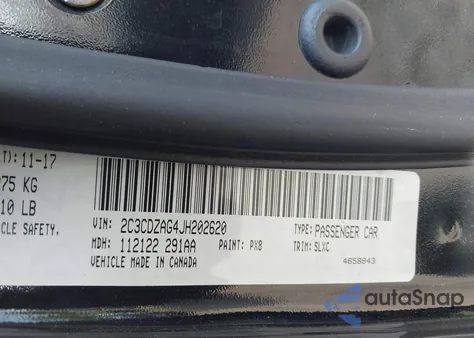 T): 11-17
275 KG
10 LB
CLE SAFETY,
VIN: 2C3CDZAG4JH202620
TYPE: PASSENGER CAR
MDH: 112122 291AA
PAINT: PX8
TRIM: SLXC
VEHICLE MADE IN CANADA
4658843
autoSnap